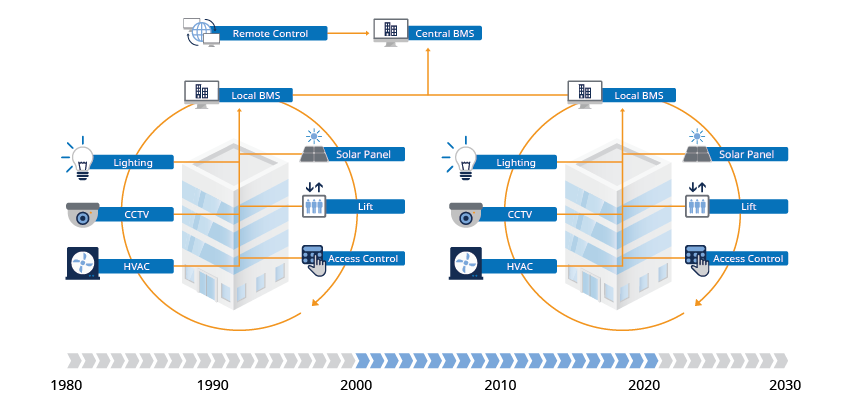 Remote Control
Central BMS
Local BMS
Local BMS
Lighting
Solar Panel
CCTV
Lift
HVAC
Access Control
Lighting
Solar Panel
CCTV
Lift
HVAC
Access Control
1980
1990
2000
2010
2020
2030